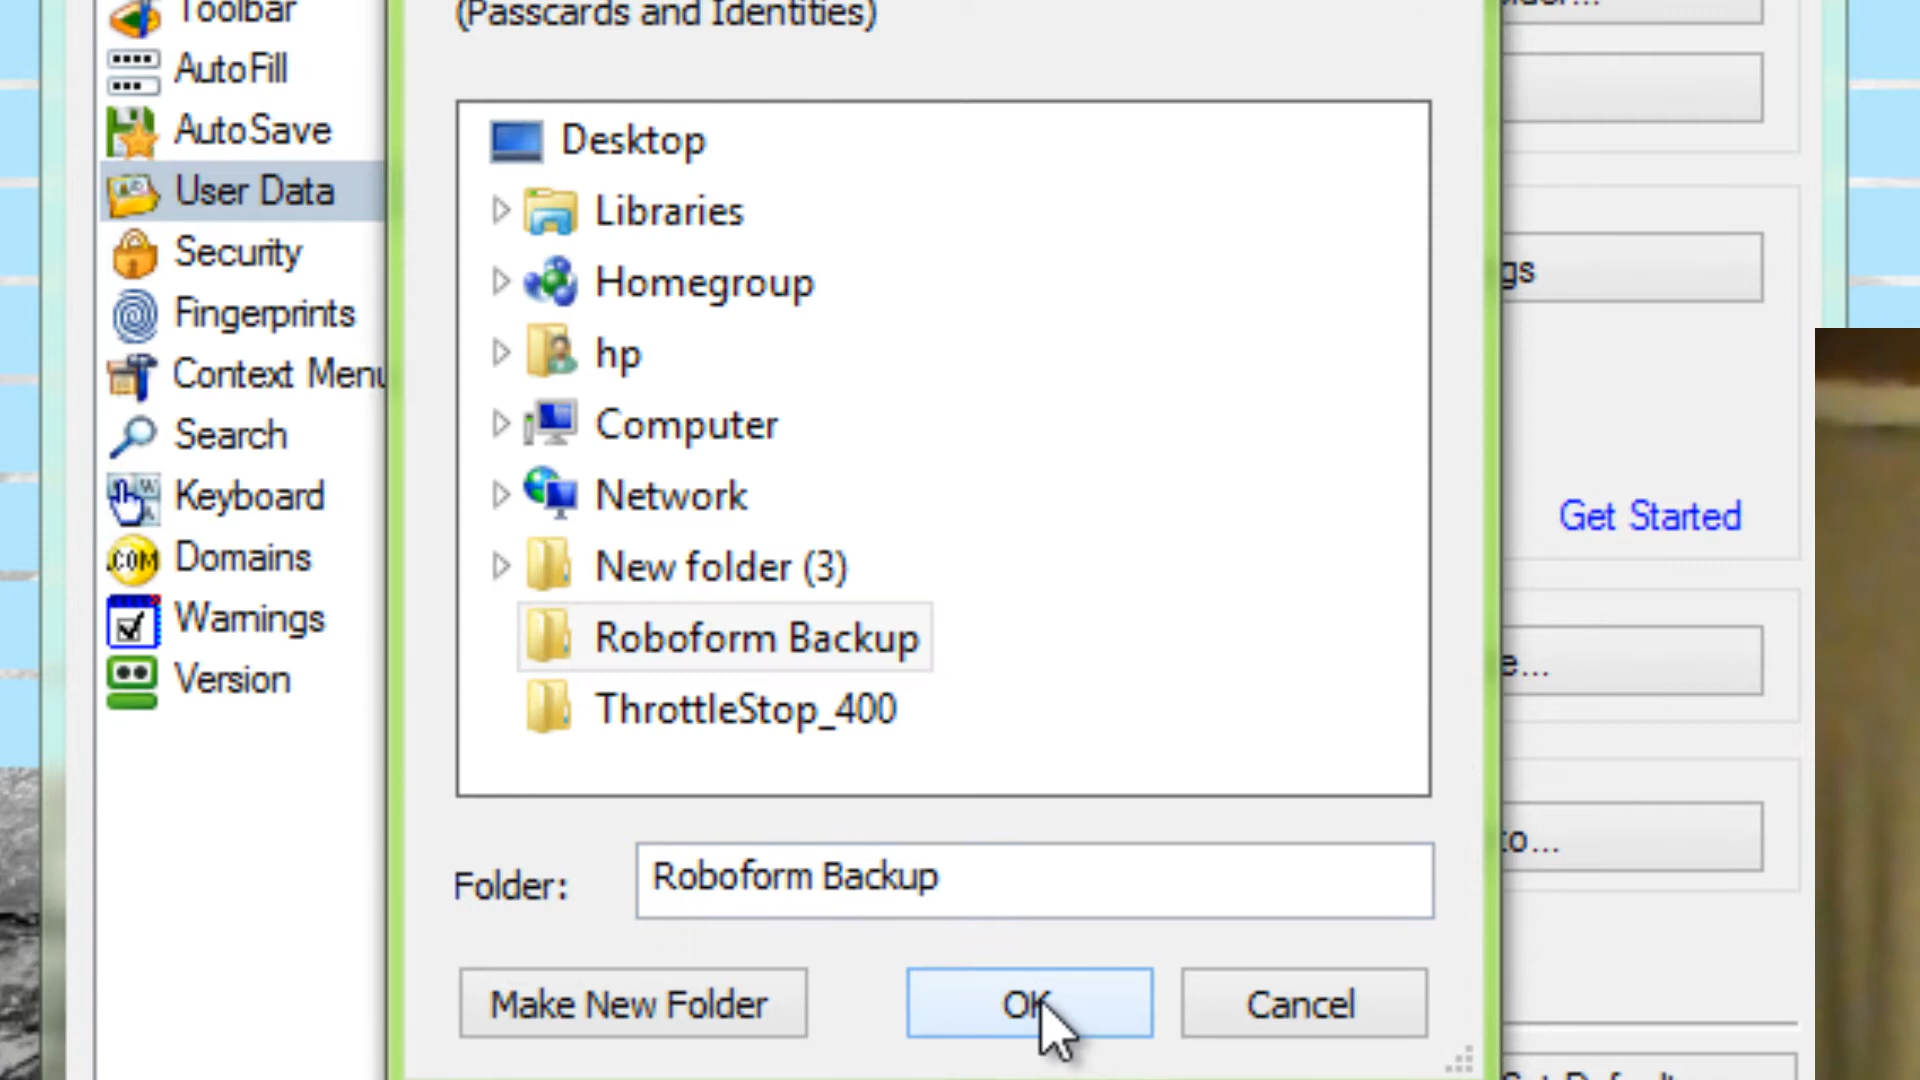 Toolbar
(Passcards and Identities)
AutoFill
AutoSave
User Data
Security
Fingerprints
Context Menu
Search
Keyboard
Domains
Warnings
Version
.COM
Desktop
Libraries
Homegroup
hp
Computer
Network
New folder (3)
Roboform Backup
ThrottleStop_400
Folder:
Roboform Backup
Make New Folder
OK
Cancel
gs
Get Started
e...
to...